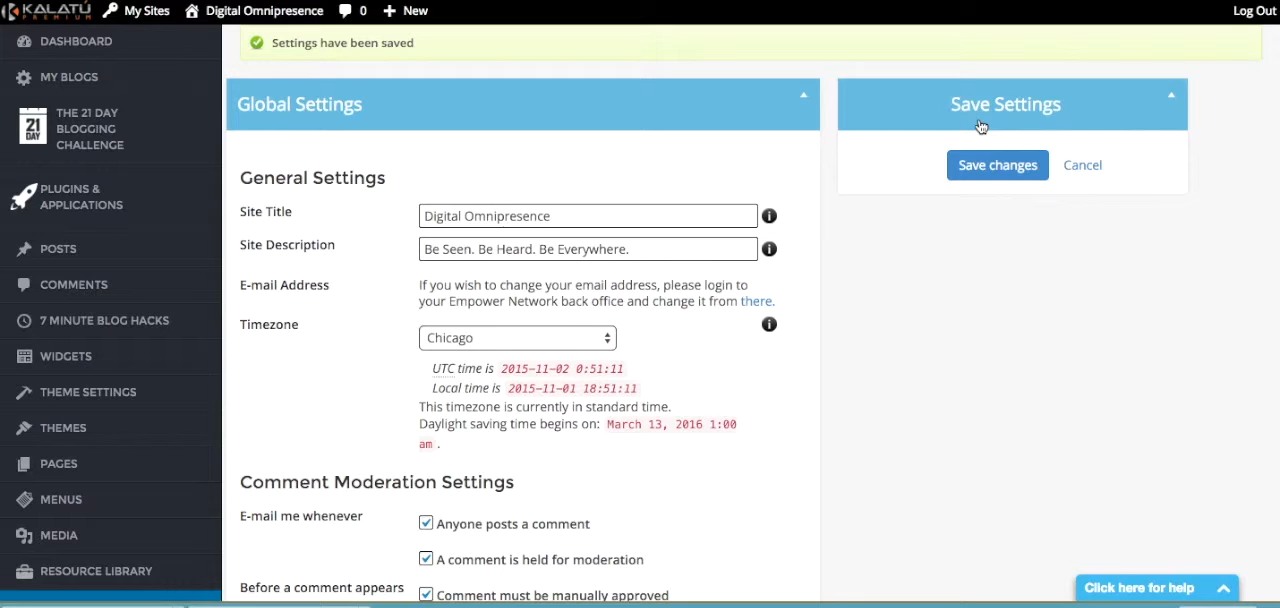 KALATÚ
PREMIUM
My Sites
Digital Omnipresence
0
New
Log Out
DASHBOARD
MY BLOGS
21
DAY
THE 21 DAY
BLOGGING
CHALLENGE
PLUGINS &
APPLICATIONS
POSTS
COMMENTS
7 MINUTE BLOG HACKS
WIDGETS
THEME SETTINGS
THEMES
PAGES
MENUS
MEDIA
RESOURCE LIBRARY
Settings have been saved
Global Settings
General Settings
Site Title
Digital Omnipresence
Site Description
Be Seen. Be Heard. Be Everywhere.
E-mail Address
If you wish to change your email address, please login to
your Empower Network back office and change it from there.
Timezone
Chicago
UTC time is 2015-11-02 0:51:11
Local time is 2015-11-01 18:51:11
This timezone is currently in standard time.
Daylight saving time begins on: March 13, 2016 1:00
am .
Comment Moderation Settings
E-mail me whenever
Anyone posts a comment
A comment is held for moderation
Before a comment appears
Comment must be manually approved
Save Settings
Save changes
Cancel
Click here for help